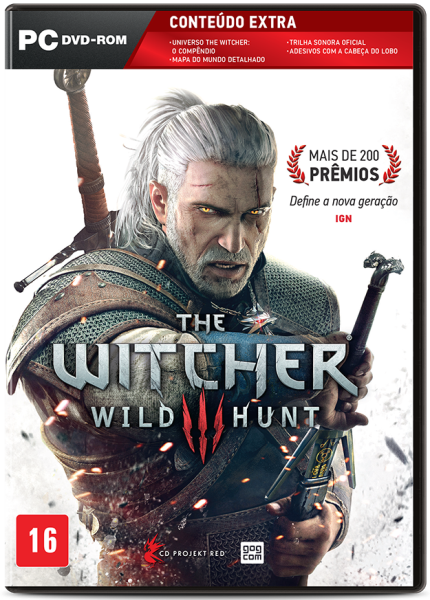 PC DVD-ROM
CONTEÚDO EXTRA
• UNIVERSO THE WITCHER:
O COMPÊNDIO
• MAPA DO MUNDO DETALHADO
• TRILHA SONORA OFICIAL
• ADESIVOS COM A CABEÇA DO LOBO
MAIS DE 200
PRÊMIOS
Define a nova geração
IGN
THE
WITCHER®
WILD III HUNT
16
CD PROJEKT RED®
gog
com